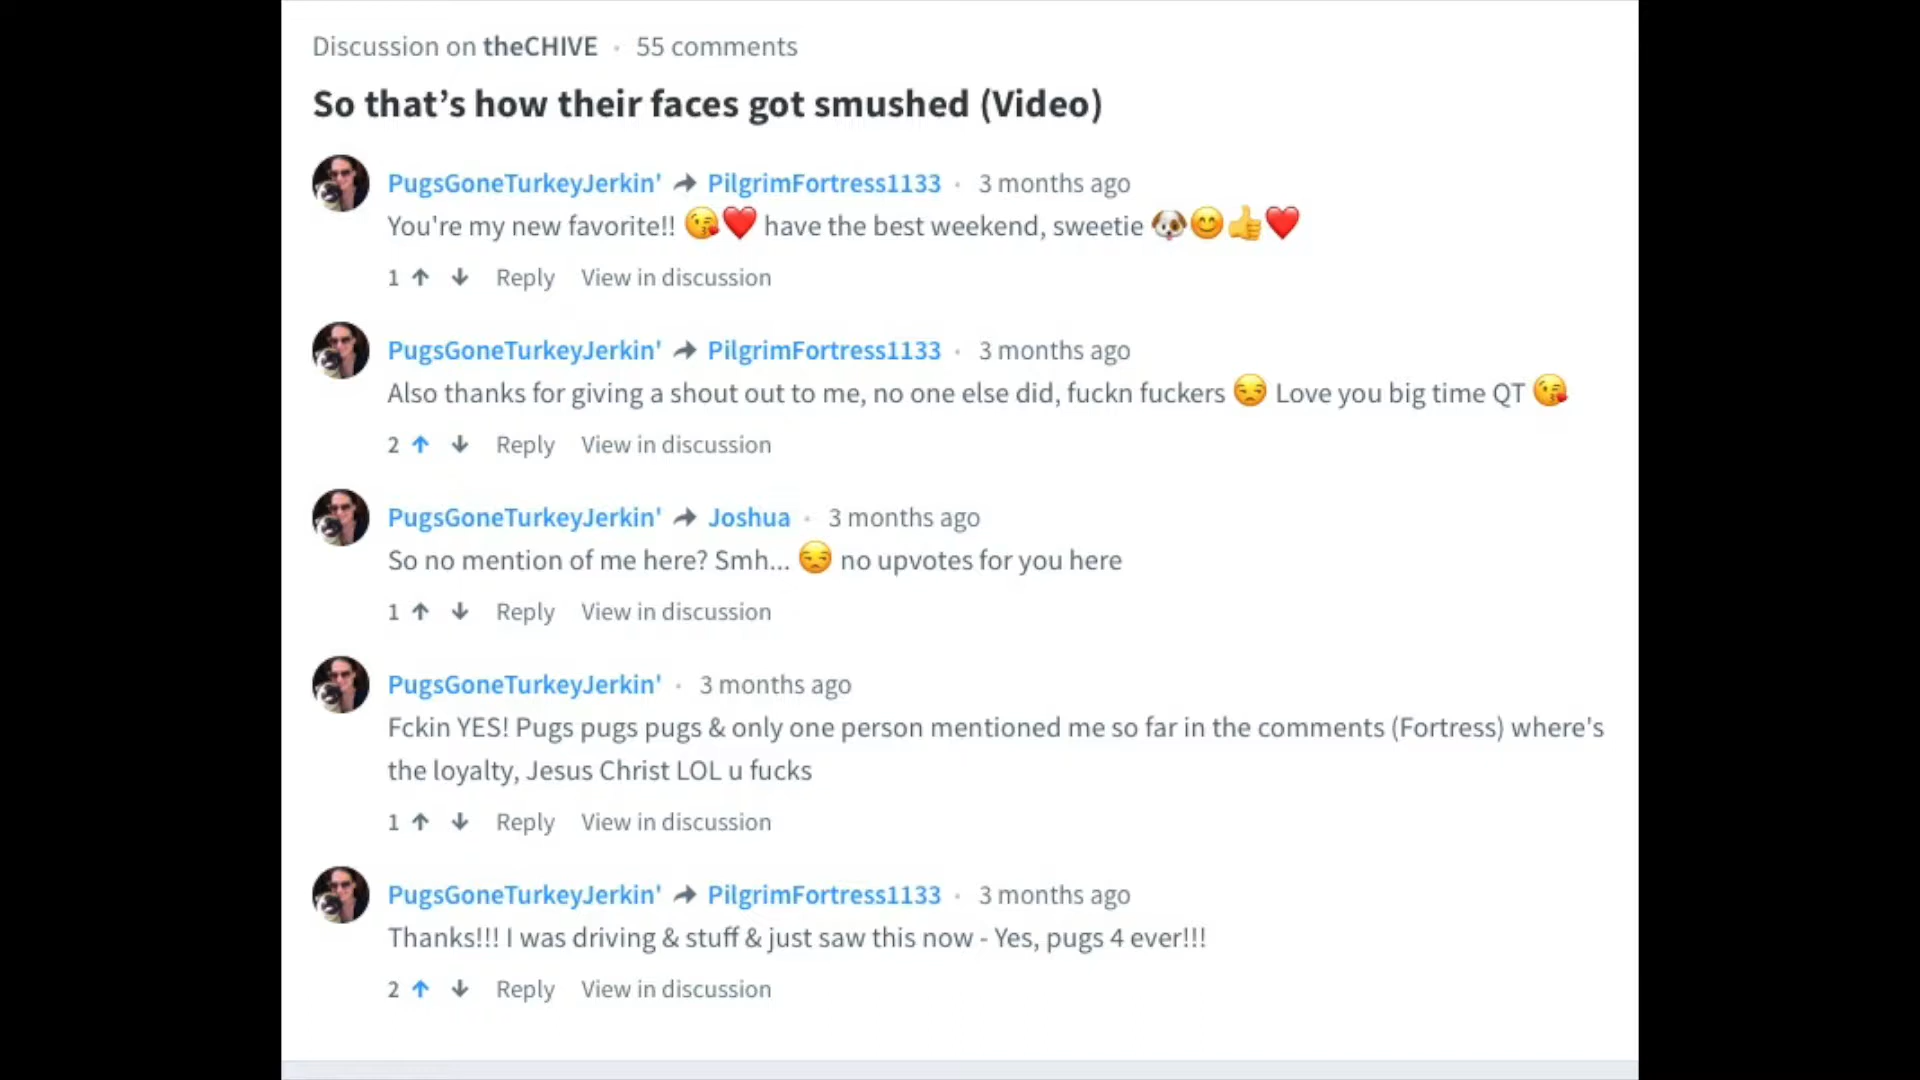 Discussion on theCHIVE · 55 comments
So that’s how their faces got smushed (Video)
PugsGoneTurkeyJerkin' → PilgrimFortress1133 · 3 months ago
You're my new favorite!! 😘❤️ have the best weekend, sweetie 🐶😊👍❤️
1 ↑ ↓ Reply View in discussion
PugsGoneTurkeyJerkin' → PilgrimFortress1133 · 3 months ago
Also thanks for giving a shout out to me, no one else did, fuckn fuckers 😒 Love you big time QT 😘
2 ↑ ↓ Reply View in discussion
PugsGoneTurkeyJerkin' → Joshua · 3 months ago
So no mention of me here? Smh... 😒 no upvotes for you here
1 ↑ ↓ Reply View in discussion
PugsGoneTurkeyJerkin' · 3 months ago
Fckin YES! Pugs pugs pugs & only one person mentioned me so far in the comments (Fortress) where's
the loyalty, Jesus Christ LOL u fucks
1 ↑ ↓ Reply View in discussion
PugsGoneTurkeyJerkin' → PilgrimFortress1133 · 3 months ago
Thanks!!! I was driving & stuff & just saw this now - Yes, pugs 4 ever!!!
2 ↑ ↓ Reply View in discussion